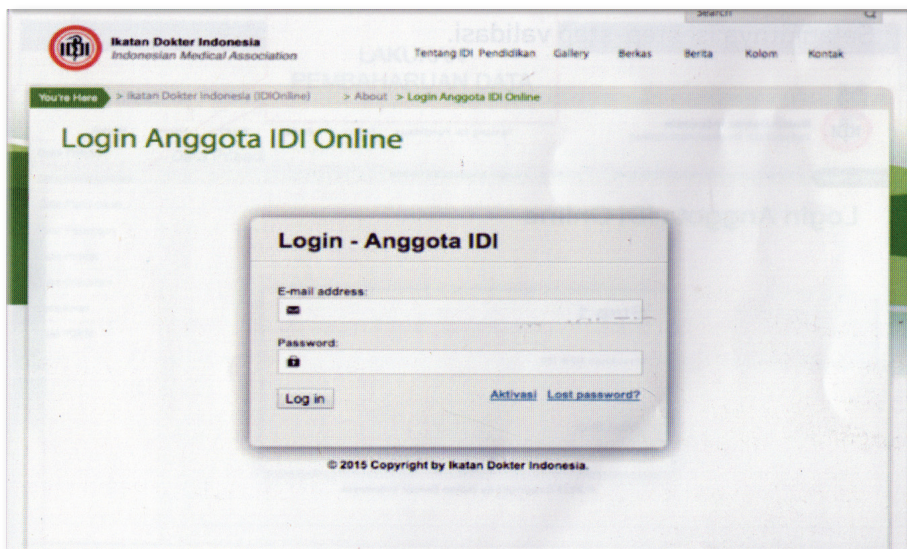 Search
Ikatan Dokter Indonesia
Indonesian Medical Association
Tentang IDI Pendidikan Gallery Berkas Berita Kolom Kontak
You're Here > Ikatan Dokter Indonesia (IDIOnline) > About > Login Anggota IDI Online
Login Anggota IDI Online
Login - Anggota IDI
E-mail address:
Password:
Log in Aktivasi Lost password?
© 2015 Copyright by Ikatan Dokter Indonesia.